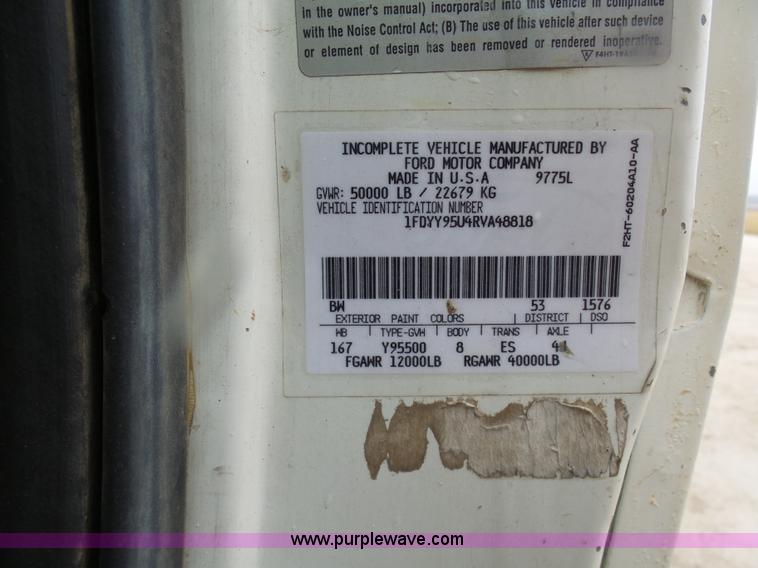 in the owner's manual) incorporated into this vehicle in compliance
with the Noise Control Act; (B) The use of this vehicle after such device
or element of design has been removed or rendered inoperative.
INCOMPLETE VEHICLE MANUFACTURED BY
FORD MOTOR COMPANY
MADE IN U.S.A 9775L
GVWR: 50000 LB / 22679 KG
VEHICLE IDENTIFICATION NUMBER
1FDYY95U4RVA48818
F2HT-60204A10-AA
BW 53 1576
EXTERIOR PAINT COLORS DISTRICT DSO
WB TYPE-GVW BODY TRANS AXLE
167 Y95500 8 ES 41
FGAWR 12000LB RGAWR 40000LB
www.purplewave.com